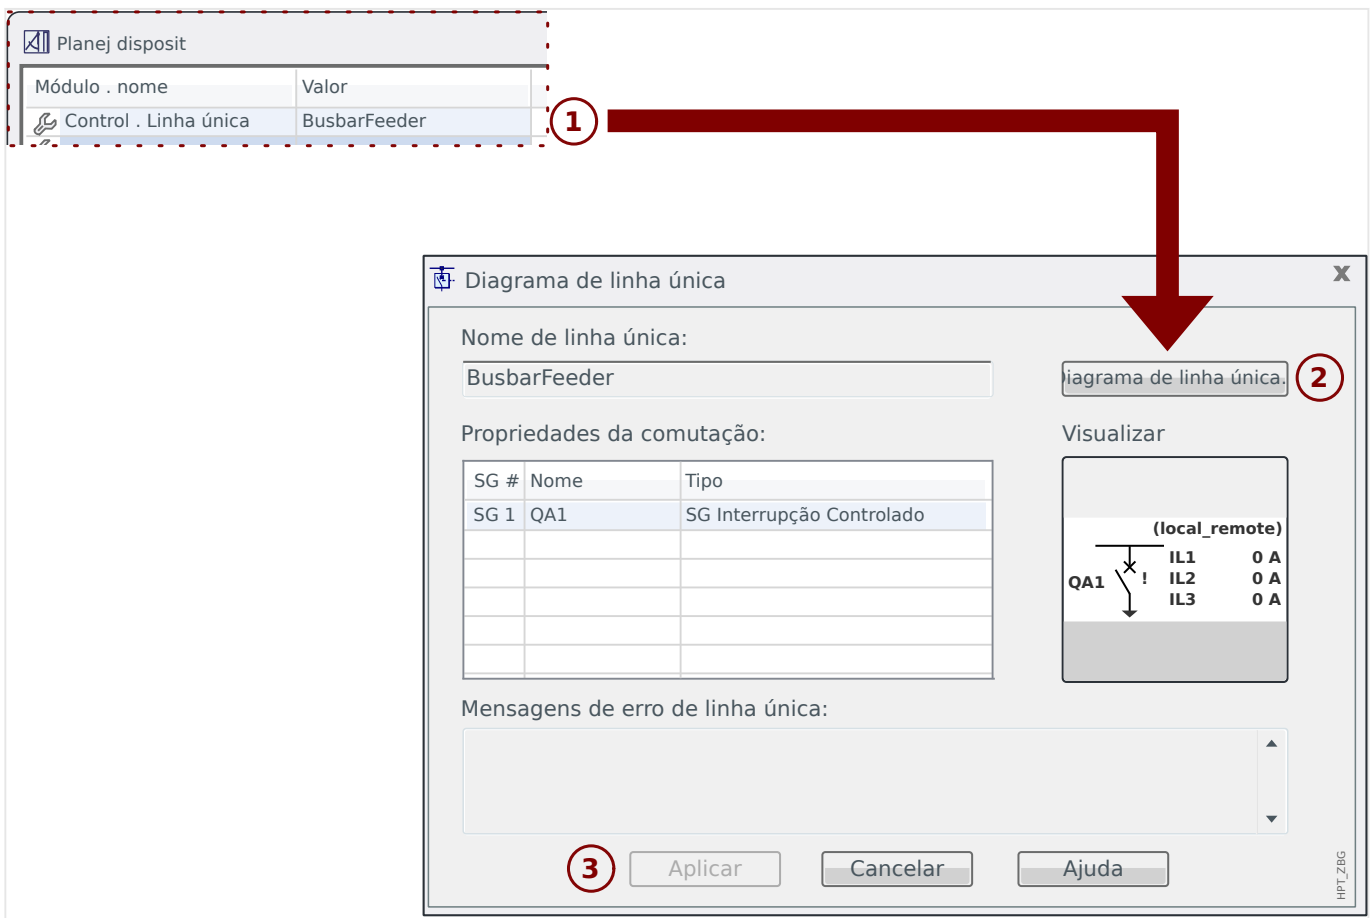 Planej disposit
Módulo . nome Valor
Control . Linha única BusbarFeeder
1
Diagrama de linha única X
Nome de linha única:
BusbarFeeder
iagrama de linha única. 2
Propriedades da comutação: Visualizar
SG # Nome Tipo
SG 1 QA1 SG Interrupção Controlado
(local_remote)
IL1 0 A
QA1 ! IL2 0 A
IL3 0 A
Mensagens de erro de linha única:
3 Aplicar Cancelar Ajuda
HPT_ZBG